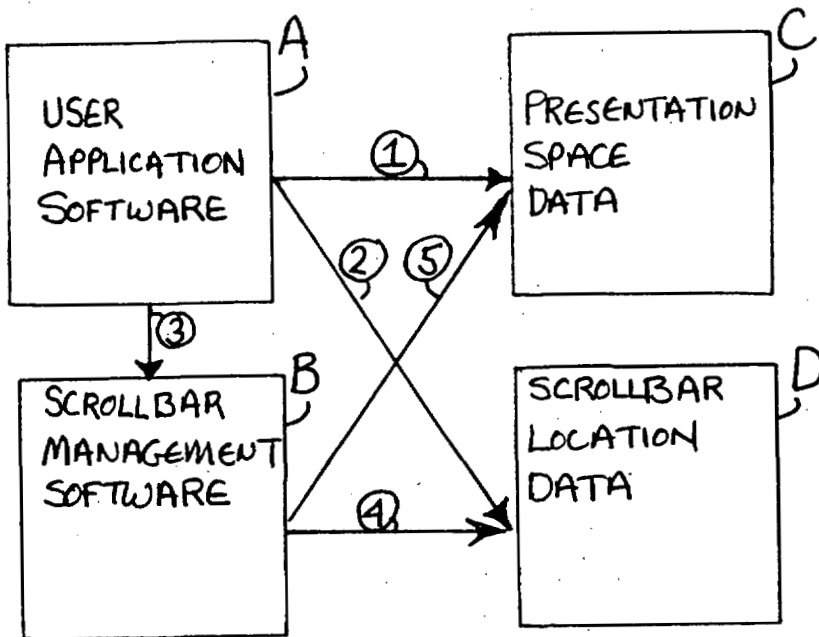 A
USER
APPLICATION
SOFTWARE
C
PRESENTATION
SPACE
DATA
1
2
5
3
B
SCROLLBAR
MANAGEMENT
SOFTWARE
D
SCROLLBAR
LOCATION
DATA
4